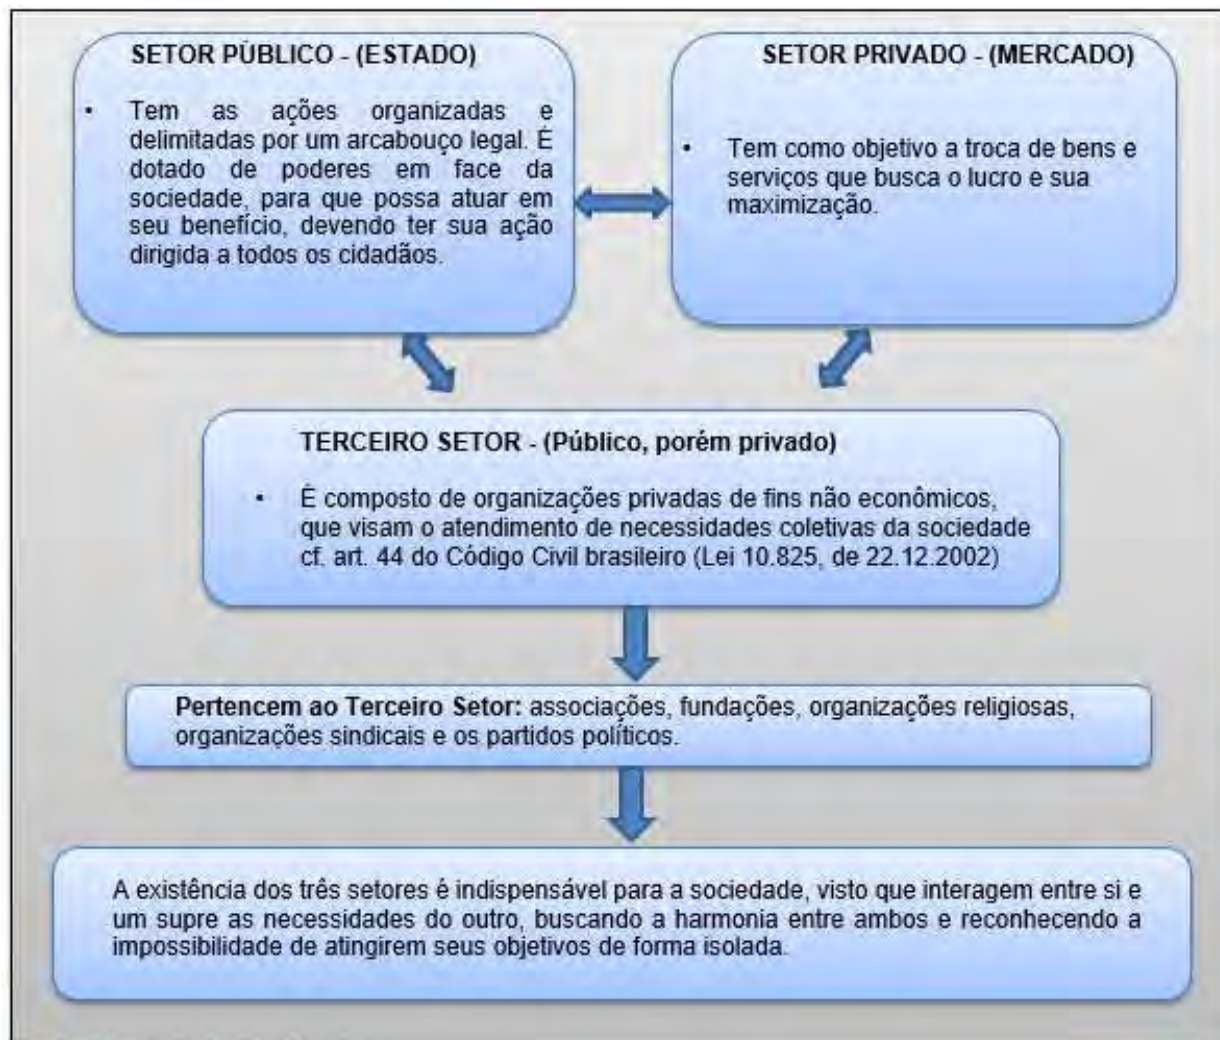 SETOR PÚBLICO - (ESTADO)
• Tem as ações organizadas e
delimitadas por um arcabouço legal. É
dotado de poderes em face da
sociedade, para que possa atuar em
seu benefício, devendo ter sua ação
dirigida a todos os cidadãos.
SETOR PRIVADO - (MERCADO)
• Tem como objetivo a troca de bens e
serviços que busca o lucro e sua
maximização.
TERCEIRO SETOR - (Público, porém privado)
• É composto de organizações privadas de fins não econômicos,
que visam o atendimento de necessidades coletivas da sociedade
cf. art. 44 do Código Civil brasileiro (Lei 10.825, de 22.12.2002)
Pertencem ao Terceiro Setor: associações, fundações, organizações religiosas,
organizações sindicais e os partidos políticos.
A existência dos três setores é indispensável para a sociedade, visto que interagem entre si e
um supre as necessidades do outro, buscando a harmonia entre ambos e reconhecendo a
impossibilidade de atingirem seus objetivos de forma isolada.